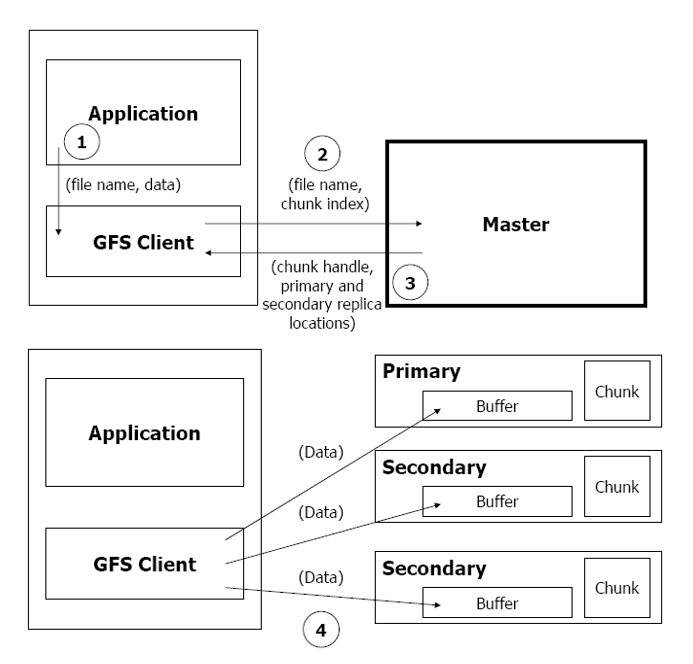 Application
1
(file name, data)
GFS Client
2
(file name,
chunk index)
Master
(chunk handle,
primary and
secondary replica
locations)
3
Application
GFS Client
(Data)
(Data)
(Data)
4
Primary
Buffer
Chunk
Secondary
Buffer
Chunk
Secondary
Buffer
Chunk